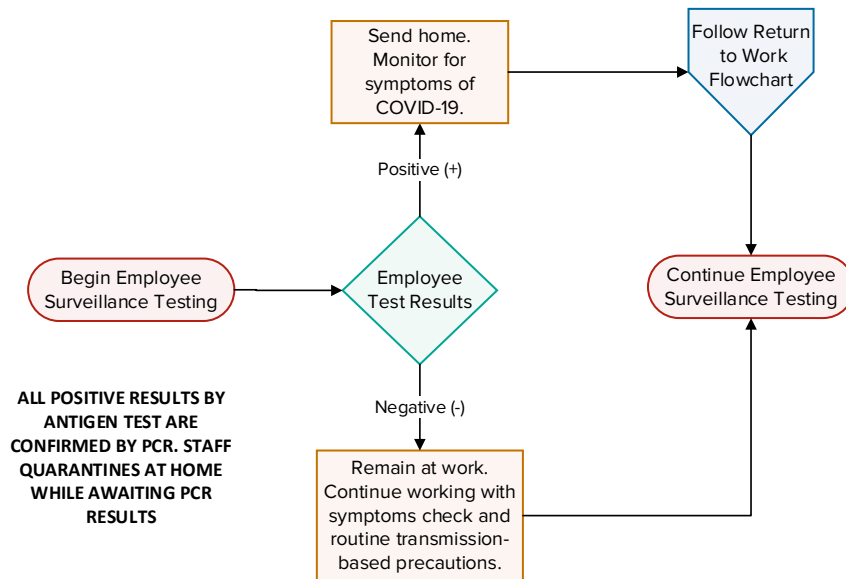 Send home.
Monitor for
symptoms of
COVID-19.
Follow Return
to Work
Flowchart
Positive (+)
Begin Employee
Surveillance Testing
Employee
Test Results
Continue Employee
Surveillance Testing
Negative (-)
ALL POSITIVE RESULTS BY
ANTIGEN TEST ARE
CONFIRMED BY PCR. STAFF
QUARANTINES AT HOME
WHILE AWAITING PCR
RESULTS
Remain at work.
Continue working with
symptoms check and
routine transmission-
based precautions.